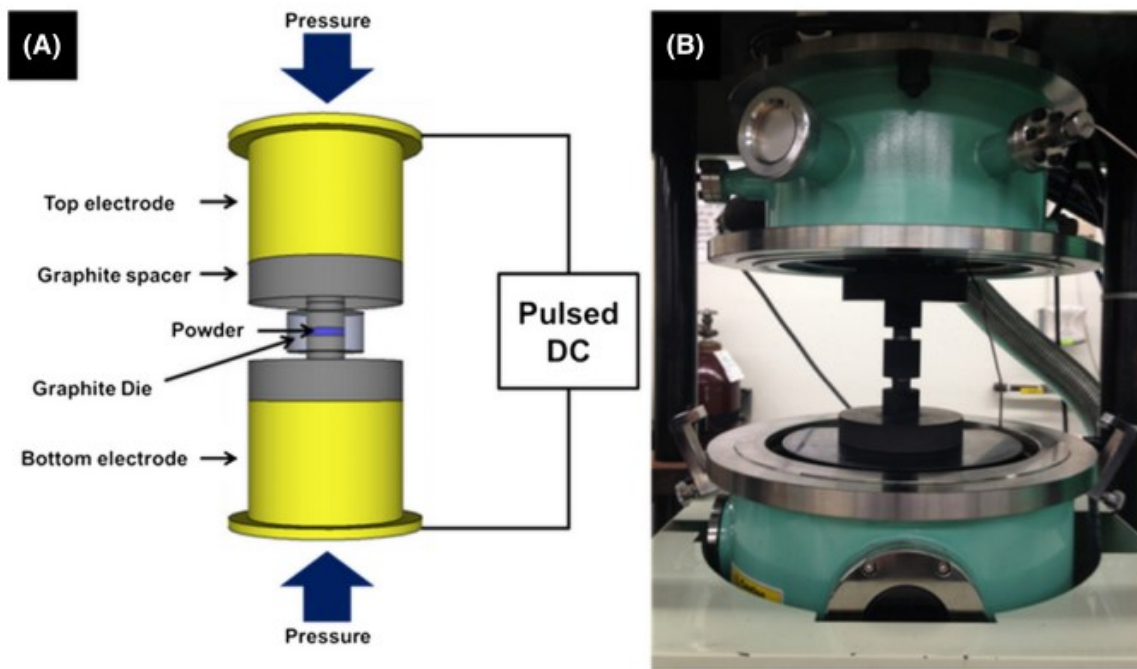 (A)
Pressure
Top electrode
Graphite spacer
Powder
Graphite Die
Bottom electrode
Pulsed
DC
Pressure
(B)